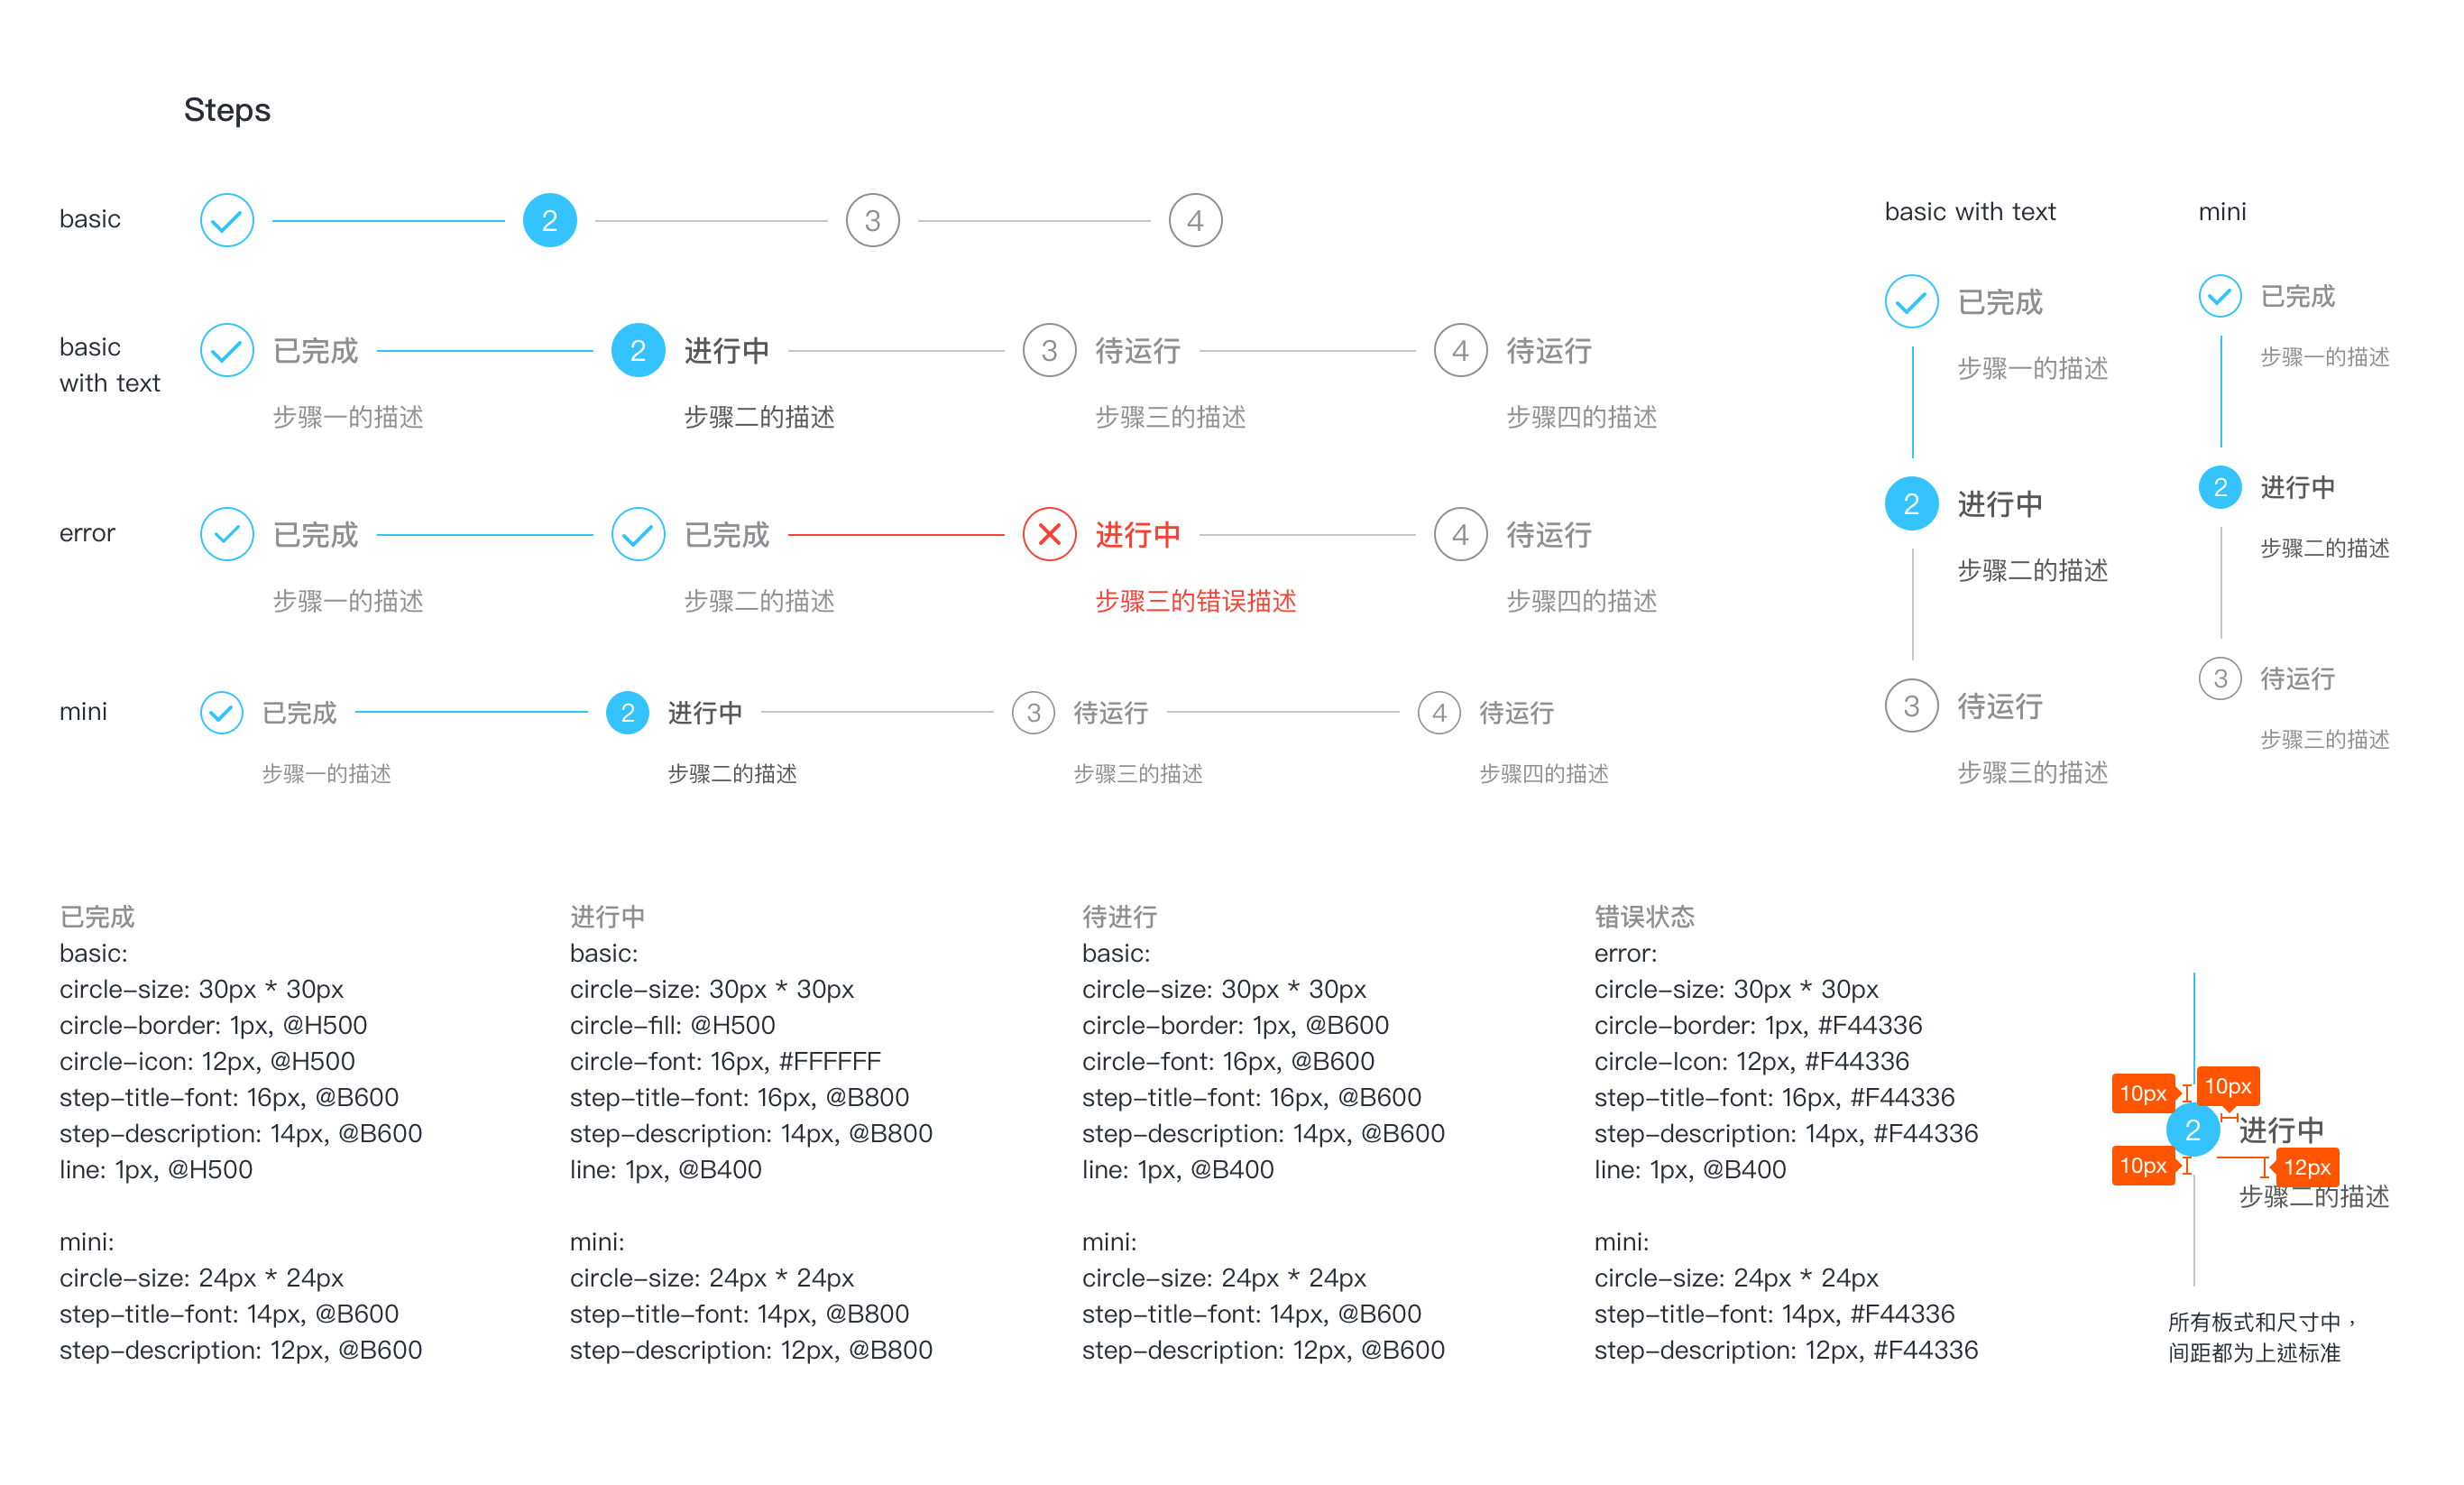 Steps
basic
2
3
4
basic
with text
已完成
2
进行中
3
待运行
4
待运行
步骤一的描述
步骤二的描述
步骤三的描述
步骤四的描述
error
已完成
已完成
进行中
4
待运行
步骤一的描述
步骤二的描述
步骤三的错误描述
步骤四的描述
mini
已完成
2
进行中
3
待运行
4
待运行
步骤一的描述
步骤二的描述
步骤三的描述
步骤四的描述
basic with text
已完成
步骤一的描述
2
进行中
步骤二的描述
3
待运行
步骤三的描述
mini
已完成
步骤一的描述
2
进行中
步骤二的描述
3
待运行
步骤三的描述
已完成
basic:
circle-size: 30px * 30px
circle-border: 1px, @H500
circle-icon: 12px, @H500
step-title-font: 16px, @B600
step-description: 14px, @B600
line: 1px, @H500
mini:
circle-size: 24px * 24px
step-title-font: 14px, @B600
step-description: 12px, @B600
进行中
basic:
circle-size: 30px * 30px
circle-fill: @H500
circle-font: 16px, #FFFFFF
step-title-font: 16px, @B800
step-description: 14px, @B800
line: 1px, @B400
mini:
circle-size: 24px * 24px
step-title-font: 14px, @B800
step-description: 12px, @B800
待进行
basic:
circle-size: 30px * 30px
circle-border: 1px, @B600
circle-font: 16px, @B600
step-title-font: 16px, @B600
step-description: 14px, @B600
line: 1px, @B400
mini:
circle-size: 24px * 24px
step-title-font: 14px, @B600
step-description: 12px, @B600
错误状态
error:
circle-size: 30px * 30px
circle-border: 1px, #F44336
circle-Icon: 12px, #F44336
step-title-font: 16px, #F44336
step-description: 14px, #F44336
line: 1px, @B400
mini:
circle-size: 24px * 24px
step-title-font: 14px, #F44336
step-description: 12px, #F44336
10px
10px
2
进行中
10px
12px
步骤二的描述
所有板式和尺寸中，
间距都为上述标准